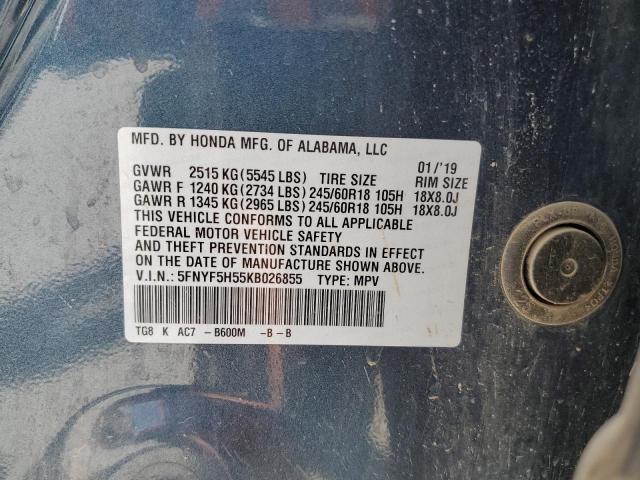 MFD. BY HONDA MFG. OF ALABAMA, LLC
GVWR 2515 KG (5545 LBS) TIRE SIZE 01/'19 RIM SIZE
GAWR F 1240 KG (2734 LBS) 245/60R18 105H 18X8.0J
GAWR R 1345 KG (2965 LBS) 245/60R18 105H 18X8.0J
THIS VEHICLE CONFORMS TO ALL APPLICABLE
FEDERAL MOTOR VEHICLE SAFETY
AND THEFT PREVENTION STANDARDS IN EFFECT
ON THE DATE OF MANUFACTURE SHOWN ABOVE.
V.I.N.: 5FNYF5H55KB026855 TYPE: MPV
TG8 K AC7 -B600M -B-B